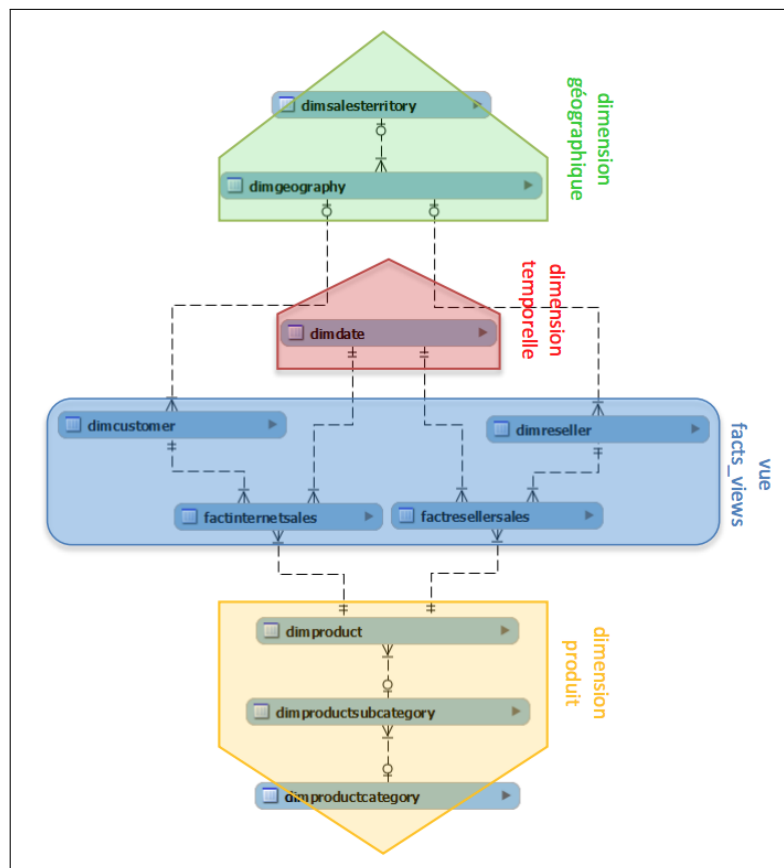 dimsalesterritory
dimension
géographique
dimgeography
dimension
temporelle
dimdate
dimcustomer
dimreseller
vue
facts_views
factinternetsales
factresellersales
dimproduct
dimension
produit
dimproductsubcategory
dimproductcategory